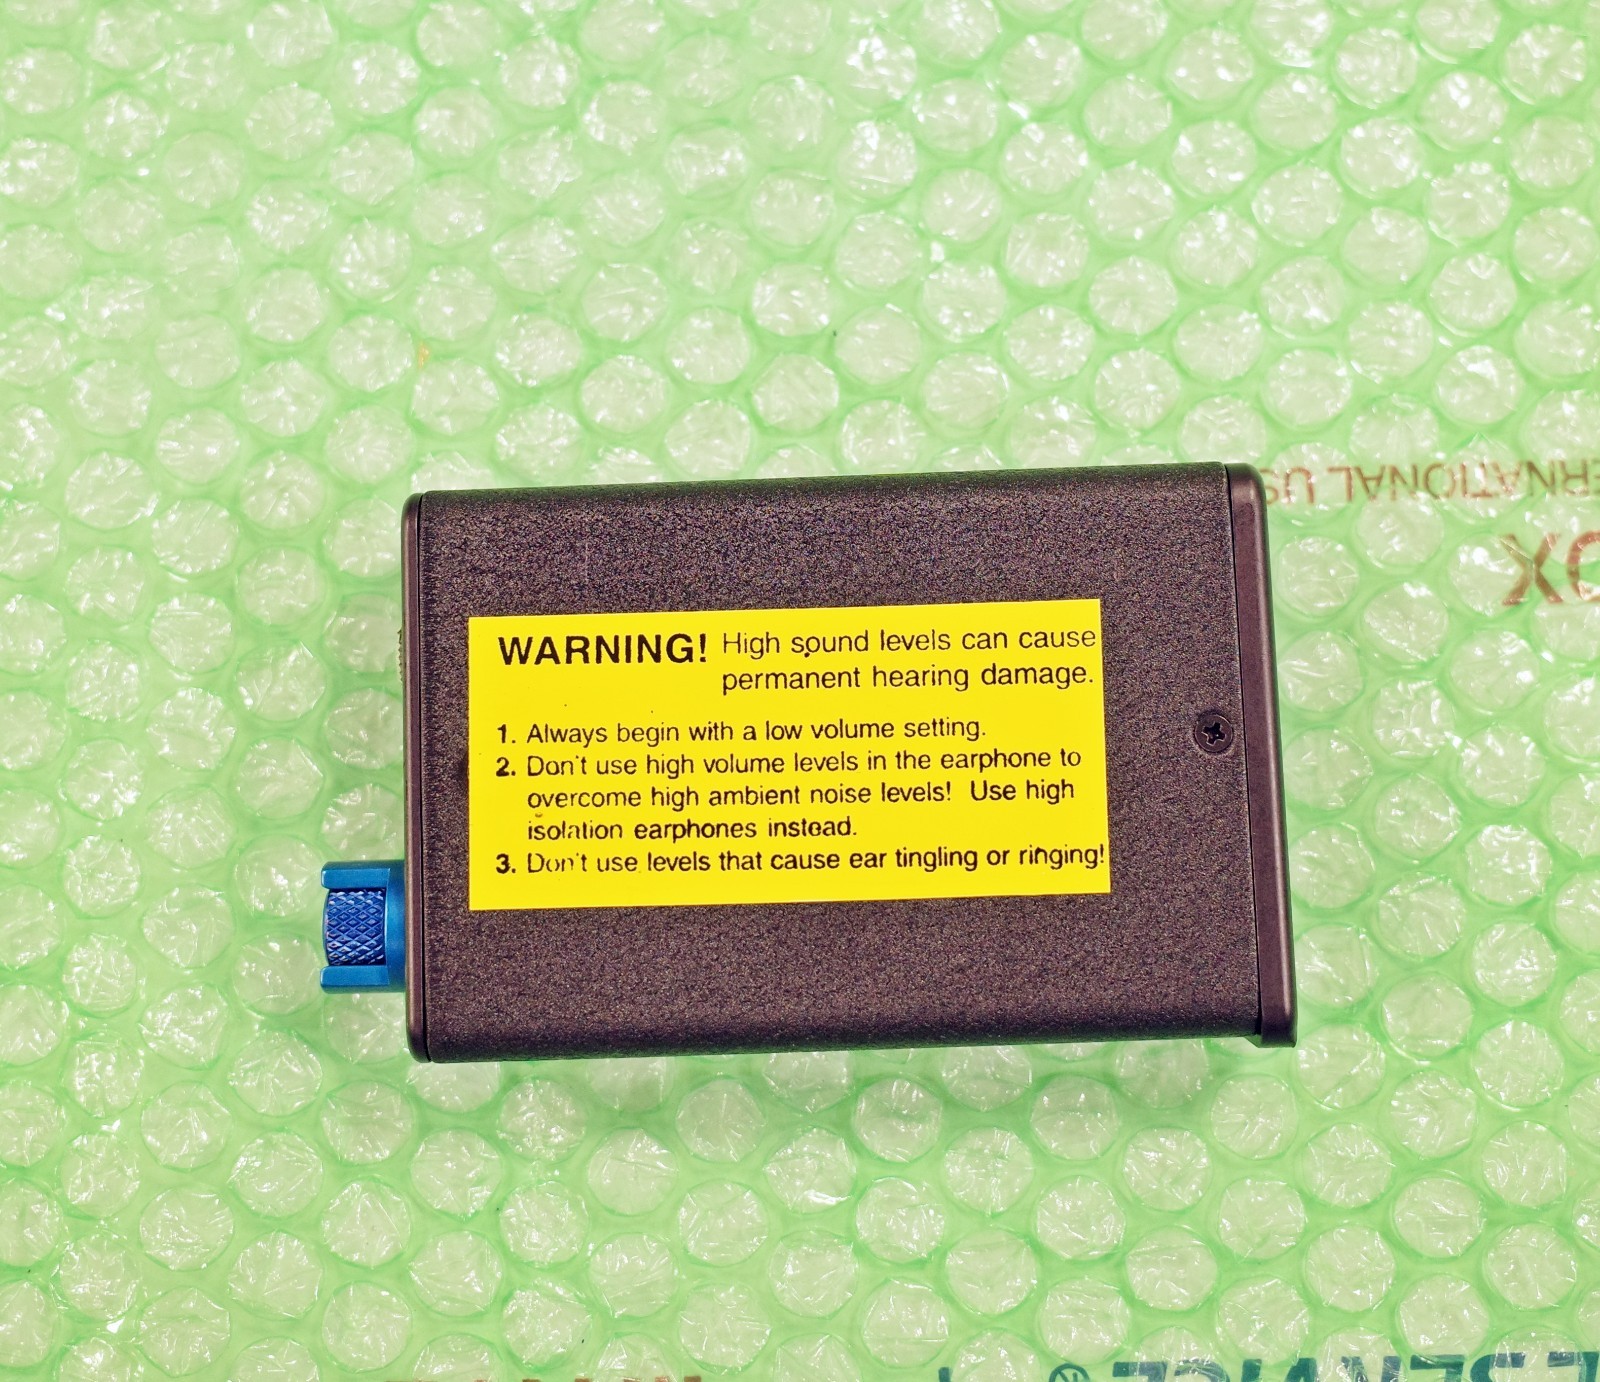 WARNING! High sound levels can cause
permanent hearing damage.
1. Always begin with a low volume setting.
2. Don't use high volume levels in the earphone to
overcome high ambient noise levels!  Use high
isolation earphones instead.
3. Don't use levels that cause ear tingling or ringing!